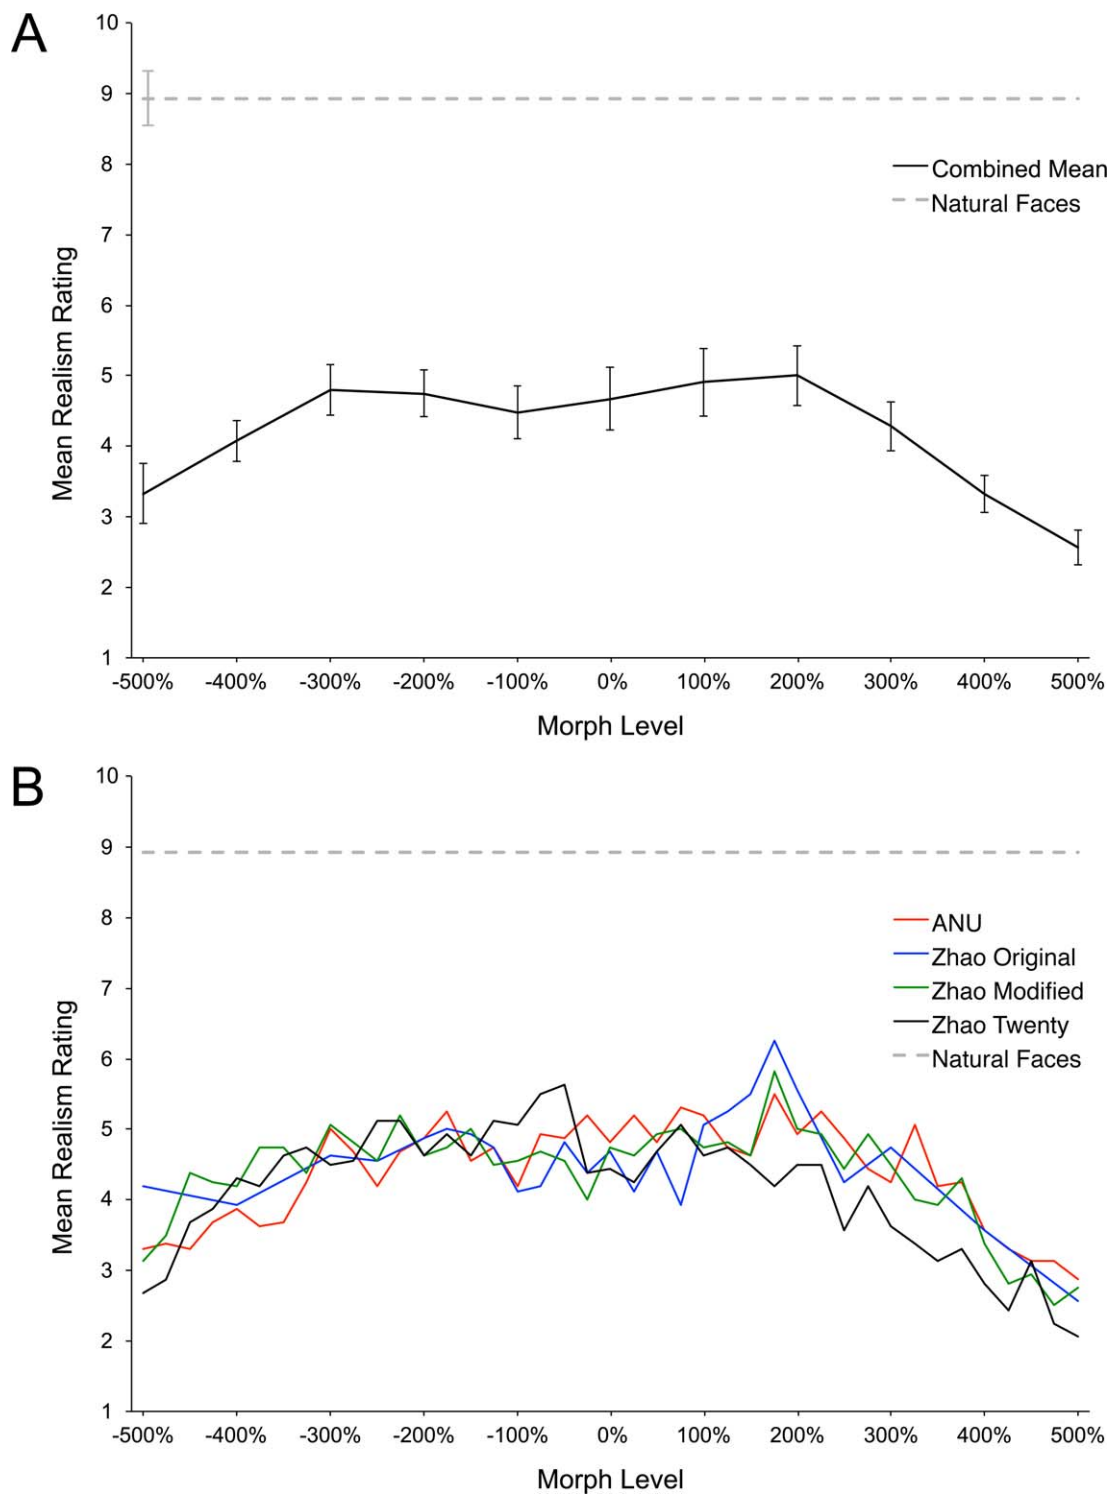 A
10
9
8
7
6
5
4
3
2
1
Mean Realism Rating
Combined Mean
Natural Faces
-500% -400% -300% -200% -100% 0% 100% 200% 300% 400% 500%
Morph Level
B
10
9
8
7
6
5
4
3
2
1
Mean Realism Rating
ANU
Zhao Original
Zhao Modified
Zhao Twenty
Natural Faces
-500% -400% -300% -200% -100% 0% 100% 200% 300% 400% 500%
Morph Level